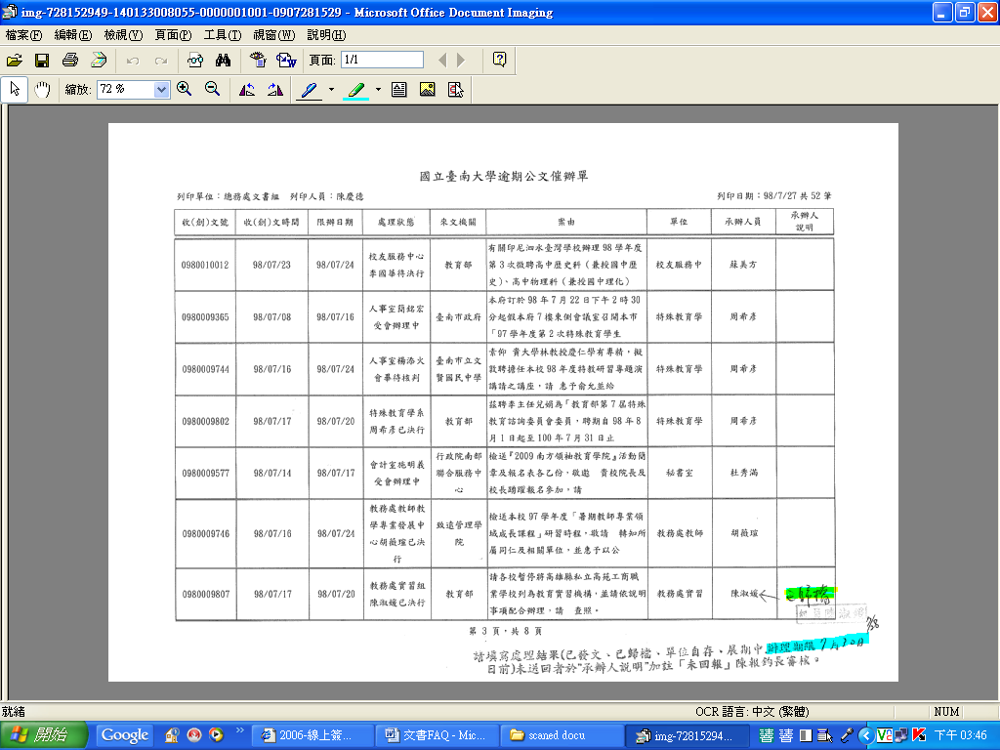 img-728152949-140133008055-0000001001-0907281529 - Microsoft Office Document Imaging
檔案(F) 編輯(E) 檢視(V) 頁面(P) 工具(T) 視窗(W) 說明(H)
頁面: 1/1
縮放: 72 %
國立臺南大學逾期公文催辦單
列印單位：總務處文書組 列印人員：陳慶德 列印日期：98/7/27 共 52 筆
收(創)文號 收(創)文時間 限辦日期 處理狀態 來文機關 案由 單位 承辦人員 承辦人
說明
0980010012 98/07/23 98/07/24 校友服務中心
李國華待決行 教育部 有關印尼泗水臺灣學校辦理 98 學年度
第 3 次徵聘高中歷史科（兼授國中歷
史）、高中物理科（兼授國中理化） 校友服務中 蘇美方
0980009365 98/07/08 98/07/16 人事室簡銘宏
受會辦理中 臺南市政府 本府訂於 98 年 7 月 22 日下午 2 時 30
分起假本府 7 樓東側會議室召開本市
「97 學年度第 2 次特殊教育學生 特殊教育學 周希彥
0980009744 98/07/16 98/07/24 人事室楊添火
會畢待核判 臺南市立文
賢國民中學 素仰 貴大學林教授慶仁學有專精，擬
敦聘擔任本校 98 年度特教研習專題演
講請之講座，請 惠予俞允並給 特殊教育學 周希彥
0980009802 98/07/17 98/07/20 特殊教育學系
周希彥已決行 教育部 茲聘李主任兌娟為「教育部第 7 屆特殊
教育諮詢委員會委員，聘期自 98 年 8
月 1 日起至 100 年 7 月 31 日止 特殊教育學 周希彥
0980009577 98/07/14 98/07/17 會計室施明義
受會辦理中 行政院南部
聯合服務中
心 檢送『2009 南方領袖教育學院』活動簡
章及報名表各乙份，敬邀 貴校院長及
校長踴躍報名參加，請 秘書室 杜秀滿
0980009746 98/07/16 98/07/24 教務處教師教
學專業發展中
心胡薇瑄已決
行 致遠管理學
院 檢送本校 97 學年度「暑期教師專業領
域成長課程」研習時程，敬請 轉知所
屬同仁及相關單位，並惠予以公 教務處教師 胡薇瑄
0980009807 98/07/17 98/07/20 教務處實習組
陳淑媛已決行 教育部 請各校暫停將高雄縣私立高苑工商職
業學校列為教育實習機構，並請依說明
事項配合辦理，請 查照。 教務處實習 陳淑媛 已歸檔
第 3 頁，共 8 頁
請填寫處理結果(已發文、已歸檔、單位自存、展期中,辦理期限 7月30日
日前)未送回者於"承辦人說明"加註「未回報」陳報鈞長審核。
就緒 OCR 語言: 中文 (繁體) NUM
開始 Google 2006-線上簽... 文書FAQ - Mic... scaned docu img-72815294... 下午 03:46